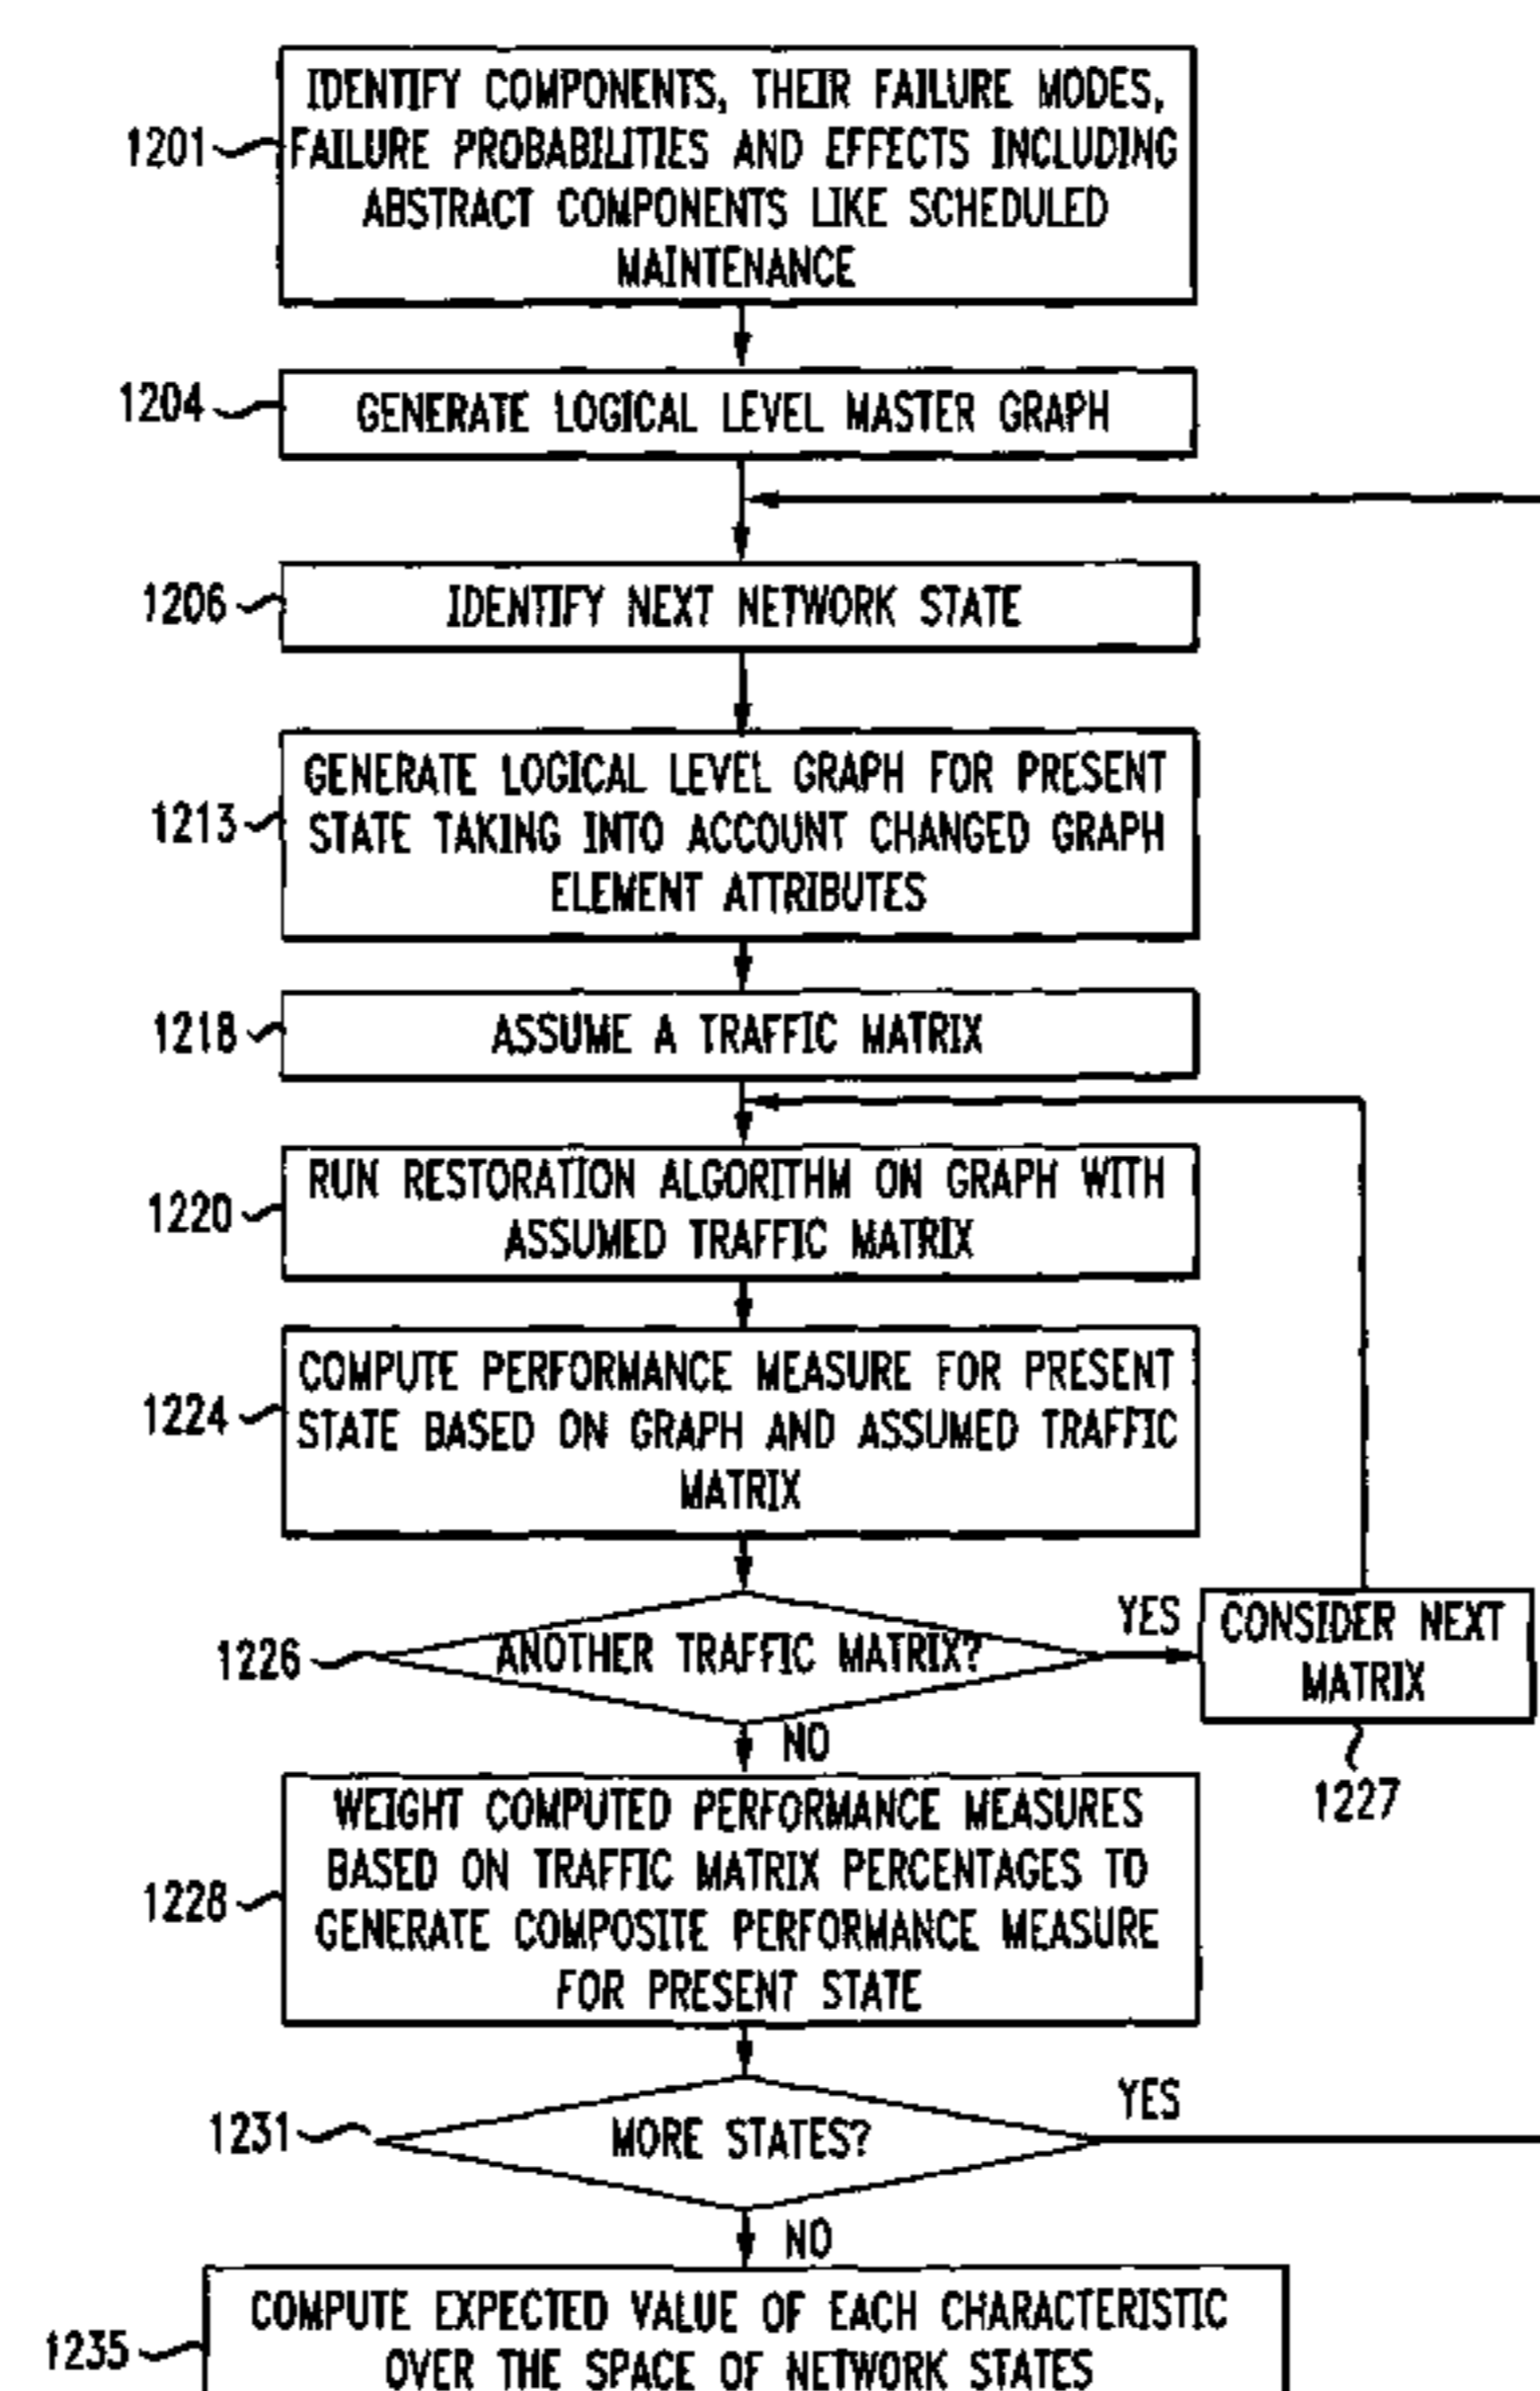 IDENTIFY COMPONENTS, THEIR FAILURE MODES,
1201
FAILURE PROBABILITIES AND EFFECTS INCLUDING
ABSTRACT COMPONENTS LIKE SCHEDULED
MAINTENANCE
1204
GENERATE LOGICAL LEVEL MASTER GRAPH
1206
IDENTIFY NEXT NETWORK STATE
GENERATE LOGICAL LEVEL GRAPH FOR PRESENT
1213
STATE TAKING INTO ACCOUNT CHANGED GRAPH
ELEMENT ATTRIBUTES
1218
ASSUME A TRAFFIC MATRIX
RUN RESTORATION ALGORITHM ON GRAPH WITH
1220
ASSUMED TRAFFIC MATRIX
COMPUTE PERFORMANCE MEASURE FOR PRESENT
1224
STATE BASED ON GRAPH AND ASSUMED TRAFFIC
MATRIX
1226
ANOTHER TRAFFIC MATRIX?
YES
CONSIDER NEXT
MATRIX
1227
NO
WEIGHT COMPUTED PERFORMANCE MEASURES
BASED ON TRAFFIC MATRIX PERCENTAGES TO
1228
GENERATE COMPOSITE PERFORMANCE MEASURE
FOR PRESENT STATE
1231
MORE STATES?
YES
NO
COMPUTE EXPECTED VALUE OF EACH CHARACTERISTIC
1235
OVER THE SPACE OF NETWORK STATES